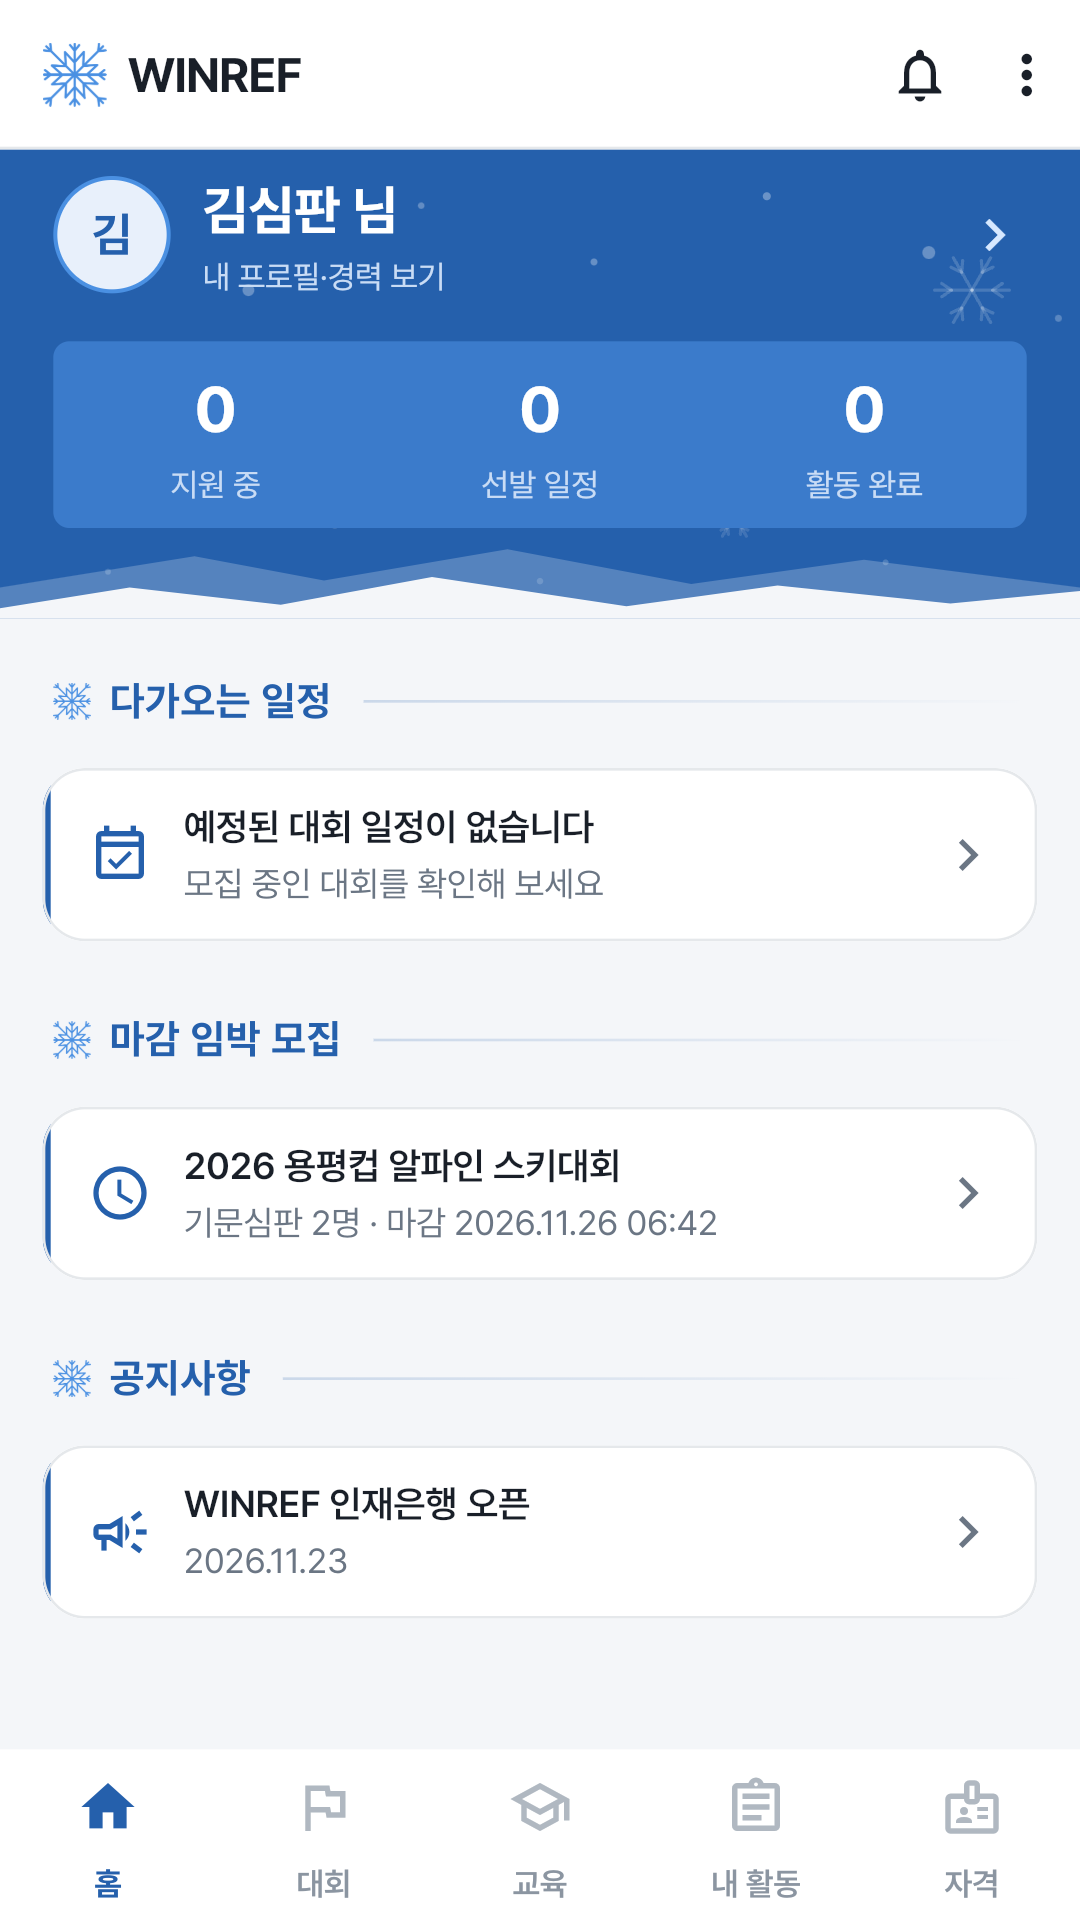 WINREF
김
김심판 님
내 프로필·경력 보기
0
0
0
지원 중
선발 일정
활동 완료
다가오는 일정
예정된 대회 일정이 없습니다
모집 중인 대회를 확인해 보세요
마감 임박 모집
2026 용평컵 알파인 스키대회
기문심판 2명 · 마감 2026.11.26 06:42
공지사항
WINREF 인재은행 오픈
2026.11.23
홈
대회
교육
내 활동
자격